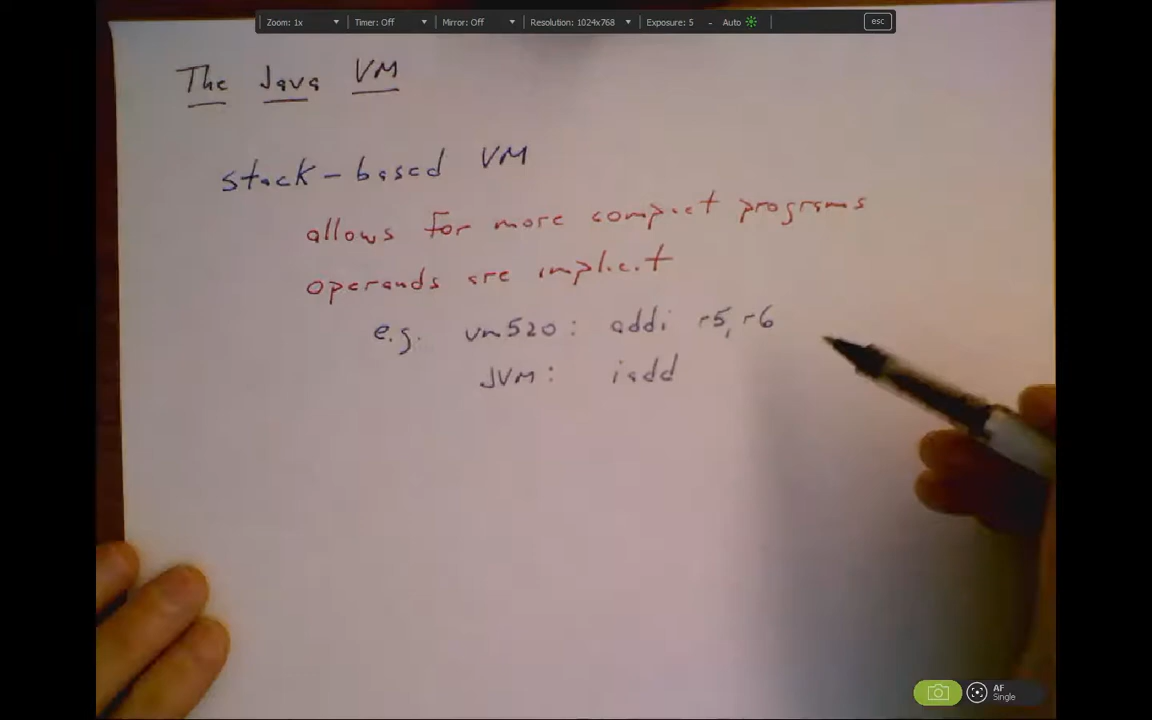 Zoom: 1x Timer: Off Mirror: Off Resolution: 1024x768 Exposure: 5 - Auto esc
The Java VM
stack-based VM
allows for more compact programs
operands are implicit
e.g. vm520: addi r5, r6
JVM: iadd
AF
Single